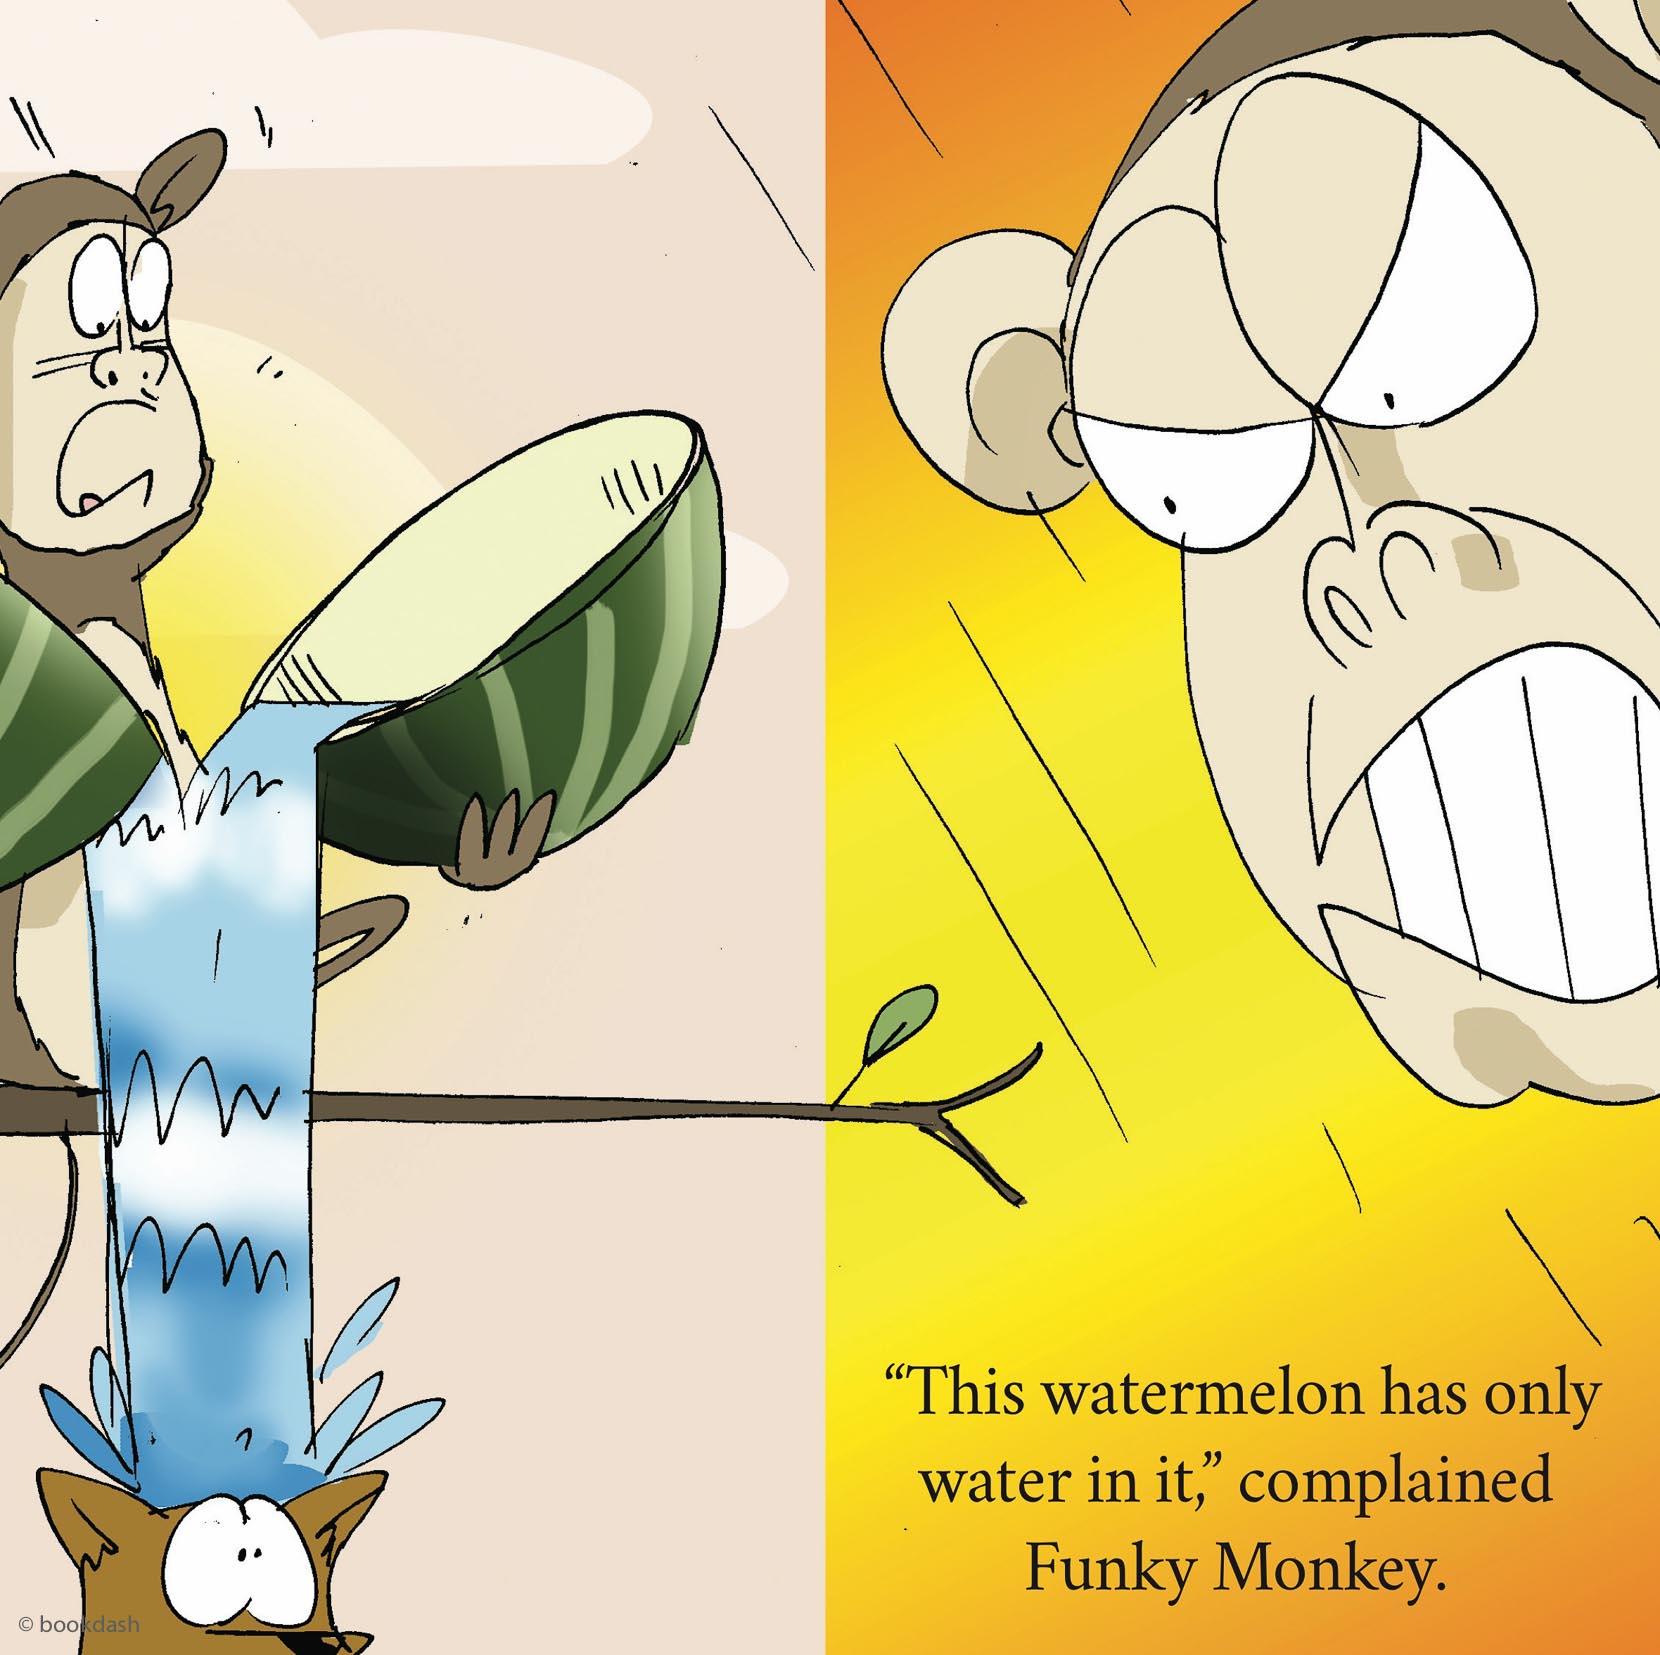 “This watermelon has only
water in it,” complained
Funky Monkey.
© bookdash